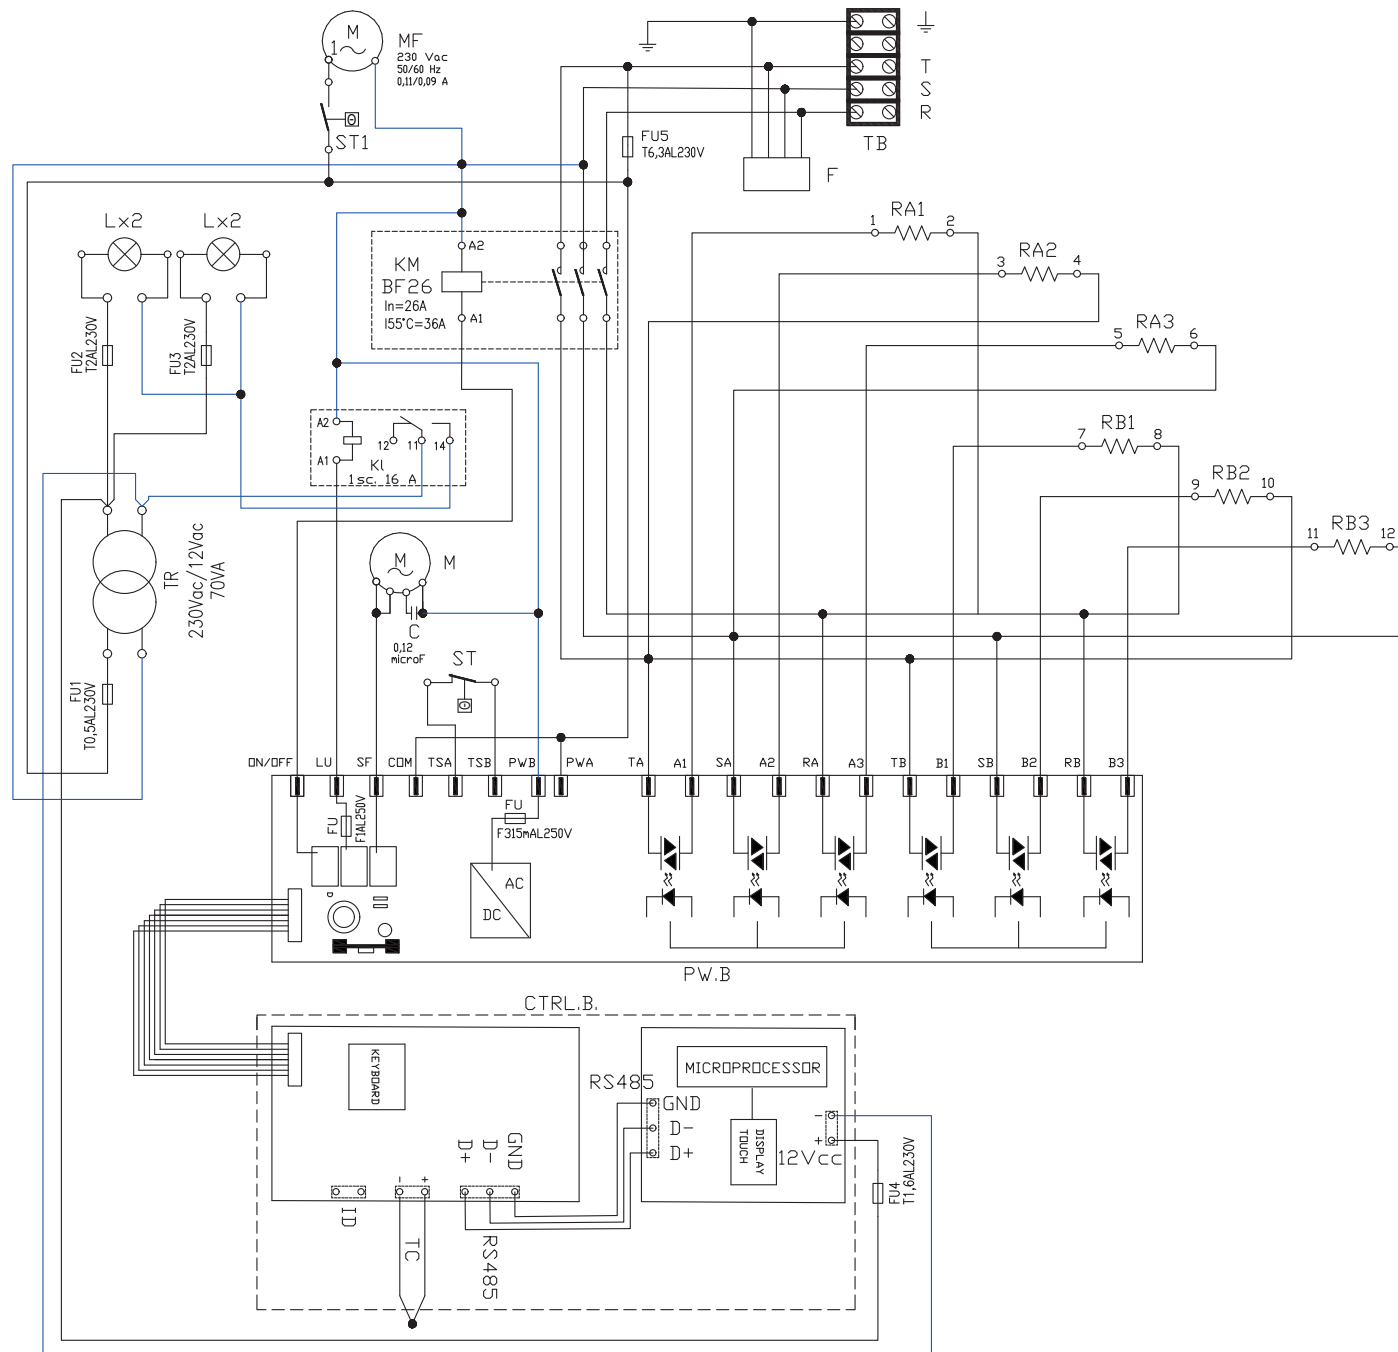 M
1
MF
230 Vac
50/60 Hz
0,11/0,09 A
ST1
T
S
R
TB
FU5
T6,3AL230V
F
Lx2
Lx2
FU2
T2AL230V
FU3
T2AL230V
KM
BF26
In=26A
I55°C=36A
A2
A1
1
RA1
2
3
RA2
4
5
RA3
6
7
RB1
8
9
RB2
10
11
RB3
12
A2
A1
12
11
14
KL
1sc. 16 A
TR
230Vac/12Vac
70VA
M
M
C
0,12
microF
ST
FU1
T0,5AL230V
ON/OFF
LU
SF
COM
TSA
TSB
PWB
PWA
TA
A1
SA
A2
RA
A3
TB
B1
SB
B2
RB
B3
FU
F1AL250V
FU
F315mAL250V
AC
DC
PW.B
CTRL.B.
KEYBOARD
MICROPROCESSOR
RS485
GND
D-
D+
DISPLAY
TOUCH
-
+
12Vcc
FU4
T1,6AL230V
D+
D-
GND
-
+
ID
TC
RS485